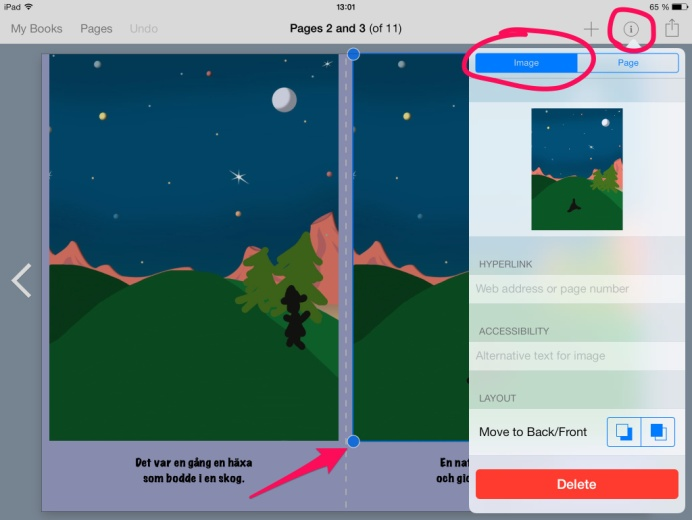 iPad 13:01 65 %
My Books Pages Undo Pages 2 and 3 (of 11)
Image Page
HYPERLINK
Web address or page number
ACCESSIBILITY
Alternative text for image
LAYOUT
Move to Back/Front
Delete
Det var en gång en häxa
som bodde i en skog.
En
och